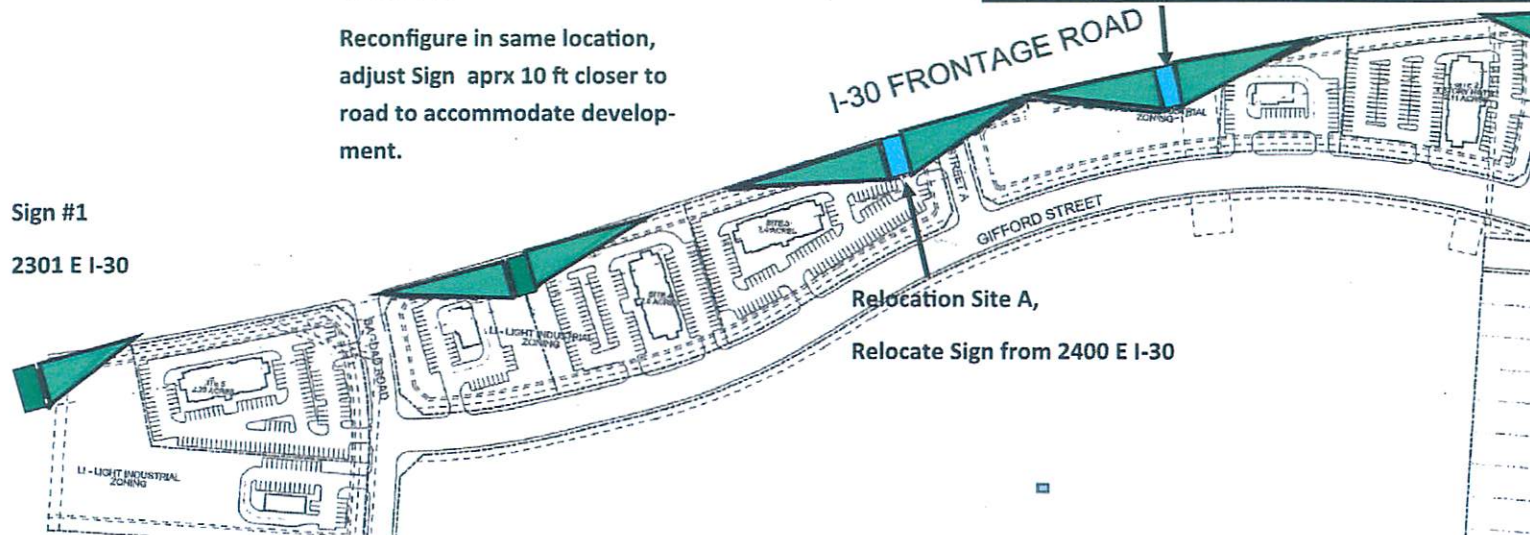 Reconfigure in same location,
adjust Sign aprx 10 ft closer to
road to accommodate develop-
ment.
I-30 FRONTAGE ROAD
Sign #1
2301 E I-30
GIFFORD STREET
STREET A
Relocation Site A,
Relocate Sign from 2400 E I-30
LI - LIGHT INDUSTRIAL
ZONING
LI - LIGHT INDUSTRIAL
ZONING
ZONING